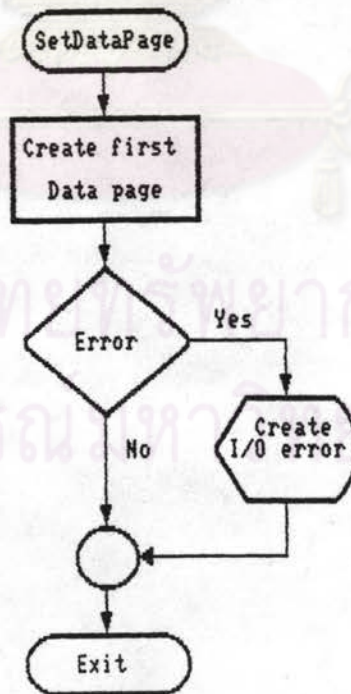 SetDataPage
Create first
Data page
Error
Yes
No
Create
I/O error
Exit